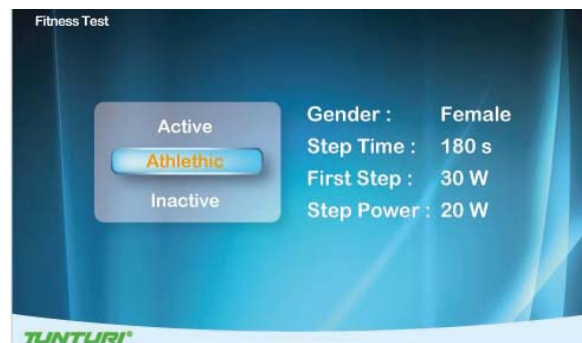 Fitness Test
Active
Athlethic
Inactive
Gender : Female
Step Time : 180 s
First Step : 30 W
Step Power : 20 W
TUNTURI®